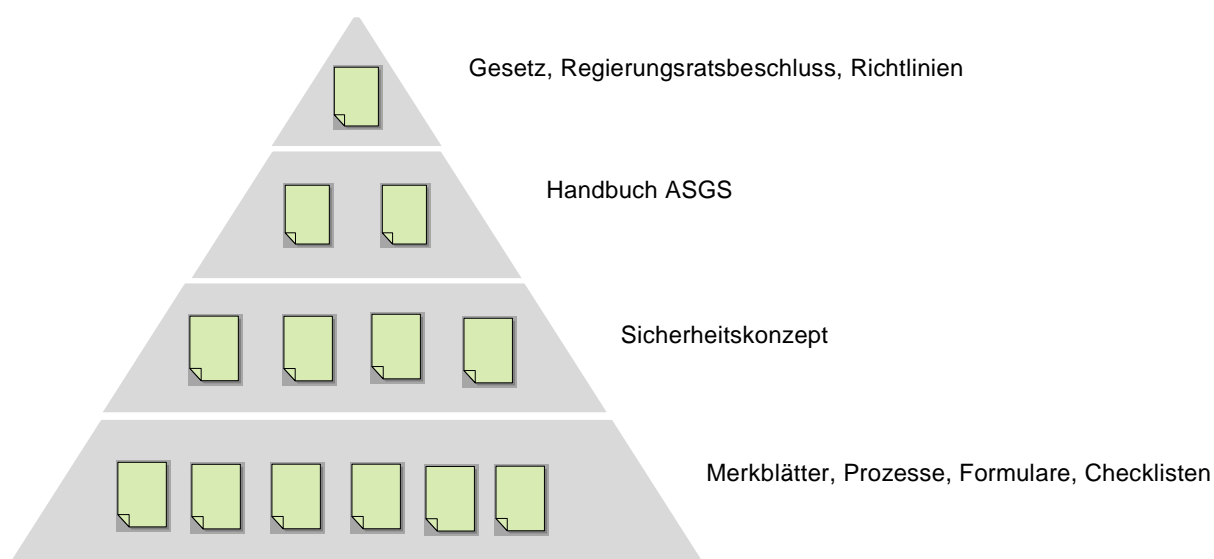 Gesetz, Regierungsratsbeschluss, Richtlinien
Handbuch ASGS
Sicherheitskonzept
Merkblätter, Prozesse, Formulare, Checklisten